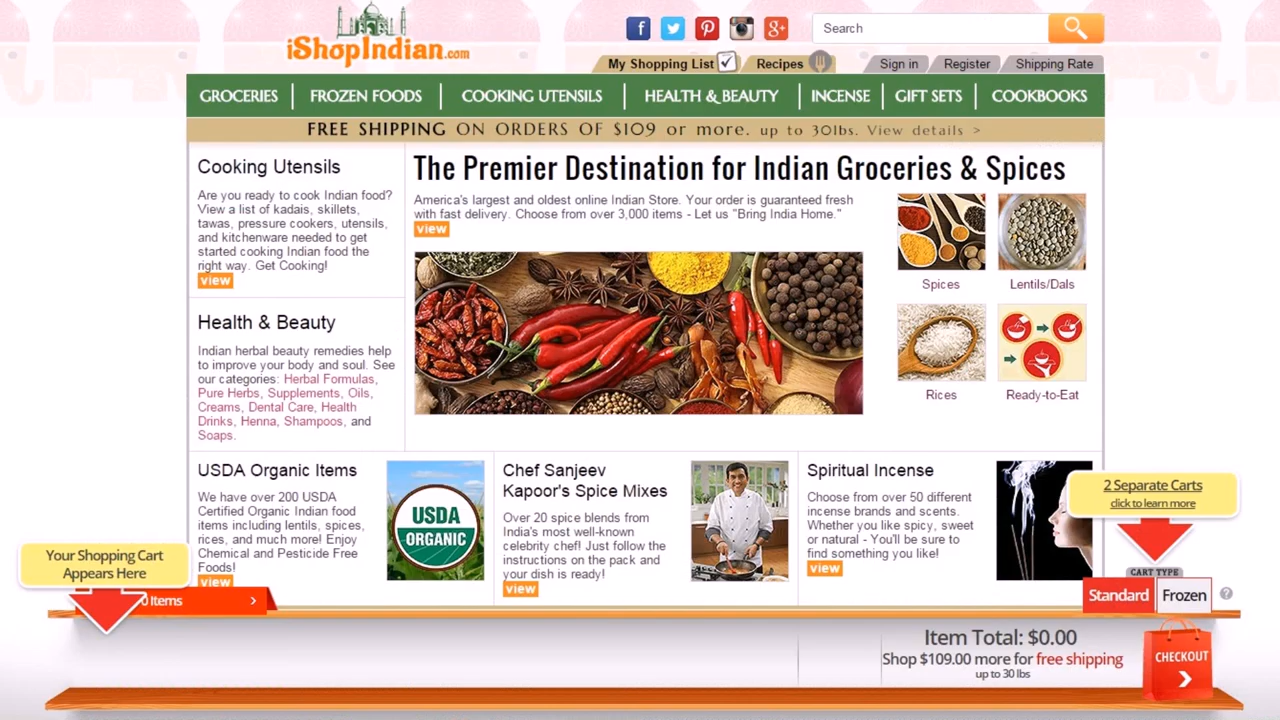 iShopIndian.com
Search
My Shopping List
Recipes
Sign in
Register
Shipping Rate
GROCERIES
FROZEN FOODS
COOKING UTENSILS
HEALTH & BEAUTY
INCENSE
GIFT SETS
COOKBOOKS
FREE SHIPPING ON ORDERS OF $109 or more. up to 30lbs. View details >
Cooking Utensils
Are you ready to cook Indian food?
View a list of kadais, skillets,
tawas, pressure cookers, utensils,
and kitchenware needed to get
started cooking Indian food the
right way. Get Cooking!
view
Health & Beauty
Indian herbal beauty remedies help
to improve your body and soul. See
our categories: Herbal Formulas,
Pure Herbs, Supplements, Oils,
Creams, Dental Care, Health
Drinks, Henna, Shampoos, and
Soaps.
The Premier Destination for Indian Groceries & Spices
America's largest and oldest online Indian Store. Your order is guaranteed fresh
with fast delivery. Choose from over 3,000 items - Let us "Bring India Home."
view
Spices
Lentils/Dals
Rices
Ready-to-Eat
USDA Organic Items
We have over 200 USDA
Certified Organic Indian food
items including lentils, spices,
rices, and much more! Enjoy
Chemical and Pesticide Free
Foods!
view
USDA
ORGANIC
Chef Sanjeev
Kapoor's Spice Mixes
Over 20 spice blends from
India's most well-known
celebrity chef! Just follow the
instructions on the pack and
your dish is ready!
view
Spiritual Incense
Choose from over 50 different
incense brands and scents.
Whether you like spicy, sweet
or natural - You'll be sure to
find something you like!
view
2 Separate Carts
click to learn more
Your Shopping Cart
Appears Here
0 Items >
CART TYPE
Standard
Frozen
?
Item Total: $0.00
Shop $109.00 more for free shipping
up to 30 lbs
CHECKOUT